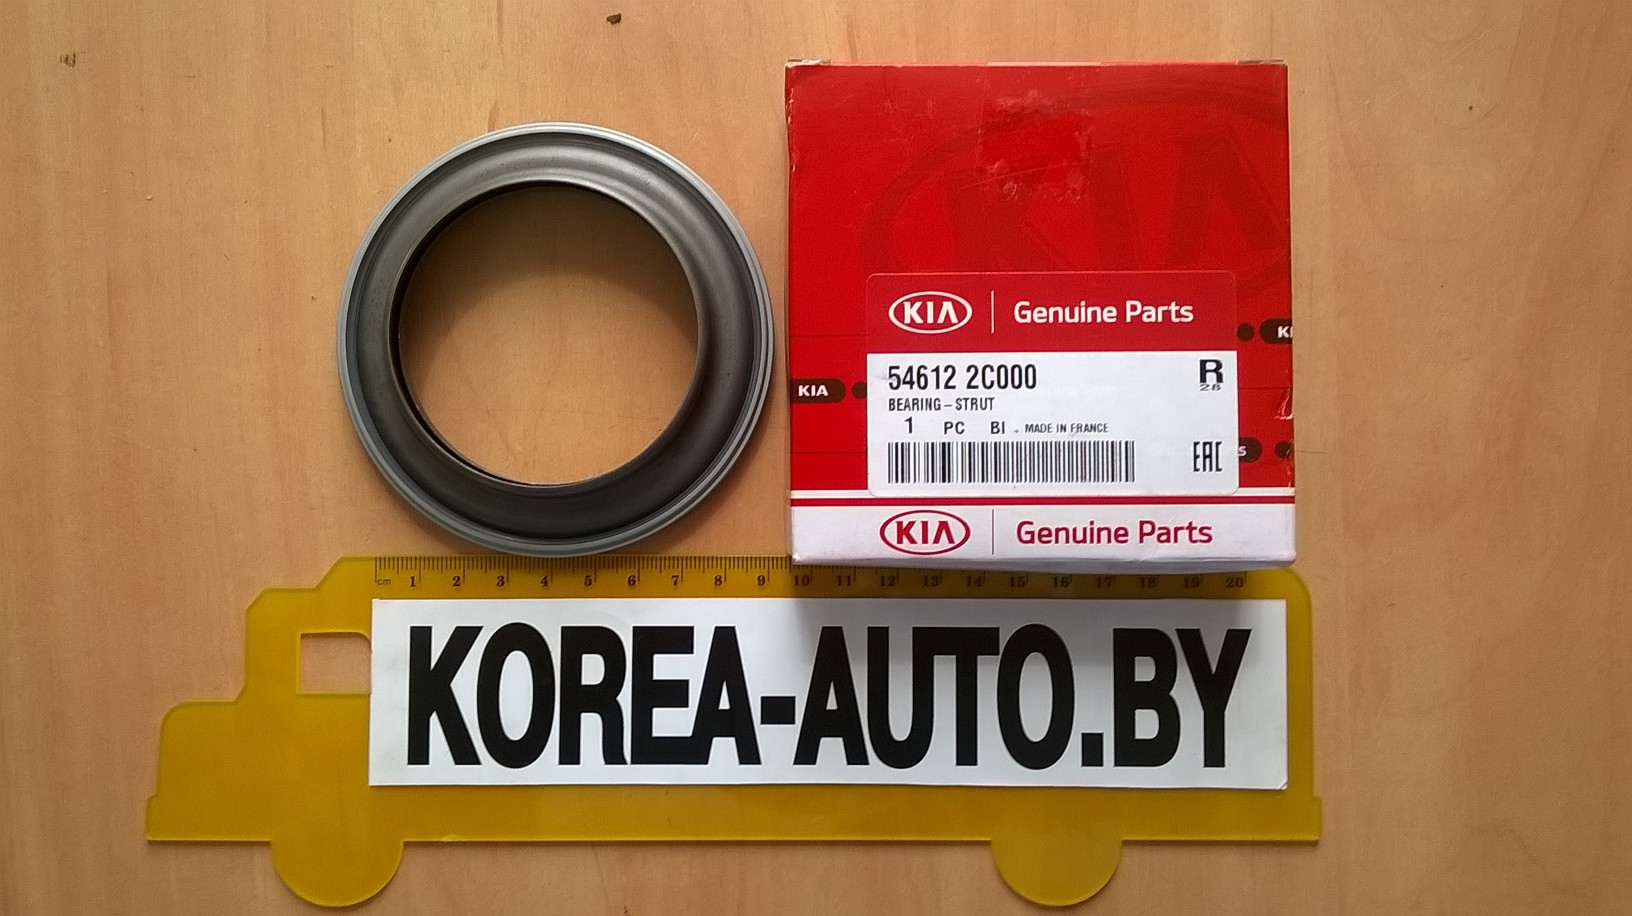 KIA
KIA Genuine Parts
KI
KIA
54612 2C000
R
28
BEARING-STRUT
1 PC BI - MADE IN FRANCE
EAC
S
KIA Genuine Parts
cm 1 2 3 4 5 6 7 8 9 10 11 12 13 14 15 16 17 18 19 20
KOREA-AUTO.BY